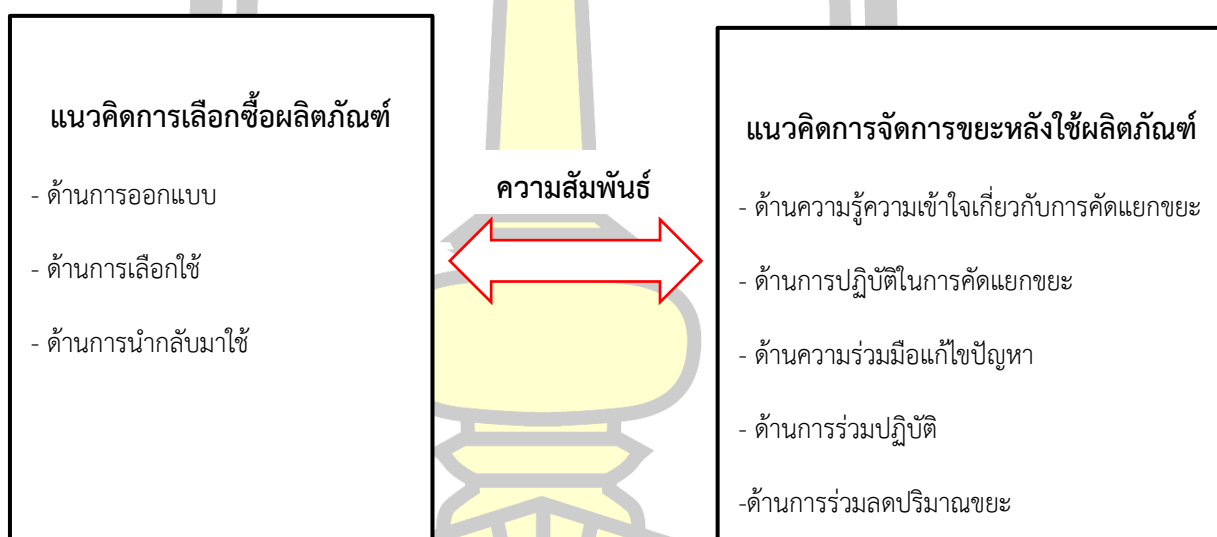 แนวคิดการเลือกซื้อผลิตภัณฑ์
- ด้านการออกแบบ
- ด้านการเลือกใช้
- ด้านการนำกลับมาใช้
ความสัมพันธ์
แนวคิดการจัดการขยะหลังใช้ผลิตภัณฑ์
- ด้านความรู้ความเข้าใจเกี่ยวกับการคัดแยกขยะ
- ด้านการปฏิบัติในการคัดแยกขยะ
- ด้านความร่วมมือแก้ไขปัญหา
- ด้านการร่วมปฏิบัติ
-ด้านการร่วมลดปริมาณขยะ